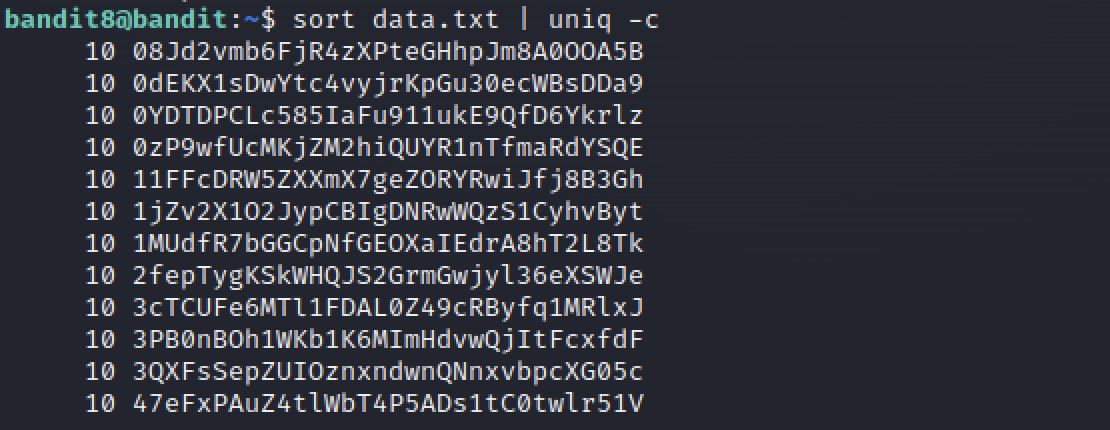 bandit8@bandit:~$ sort data.txt | uniq -c
10 08Jd2vmb6FjR4zXPteGHhpJm8A0OOA5B
10 0dEKX1sDwYtc4vyjrKpGu30ecWBsDDa9
10 0YDTDPCLc585IaFu911ukE9QfD6Ykrlz
10 0zP9wfUcMKjZM2hiQUYR1nTfmaRdYSQE
10 11FFcDRW5ZXXmX7geZORYRwiJfj8B3Gh
10 1jZv2X1O2JypCBIgDNRwWQzS1CyhvByt
10 1MUdfR7bGGCpNfGEOXaIEdrA8hT2L8Tk
10 2fepTygKSkWHQJS2GrmGwjyl36eXSWJe
10 3cTCUFe6MTl1FDAL0Z49cRByfq1MRlxJ
10 3PB0nBOh1WKb1K6MImHdvwQjItFcxfdF
10 3QXFsSepZUIOznxndwnQNnxvbpcXG05c
10 47eFxPAuZ4tlWbT4P5ADs1tC0twlr51V